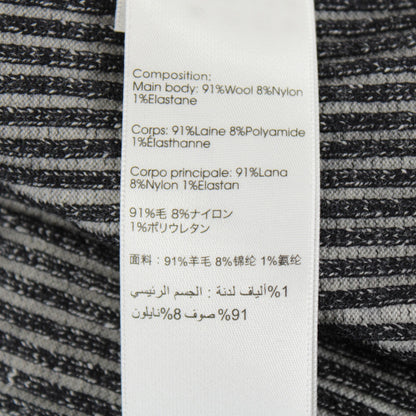 Composition:
Main body: 91%Wool 8%Nylon
1%Elastane
Corps: 91%Laine 8%Polyamide
1%Elasthanne
Corpo principale: 91%Lana
8%Nylon 1%Elastan
91%毛 8%ナイロン
1%ポリウレタン
面料：91%羊毛 8%锦纶 1%氨纶
1%ألياف لدنة : الجسم الرئيسي
91% صوف 8%نايلون